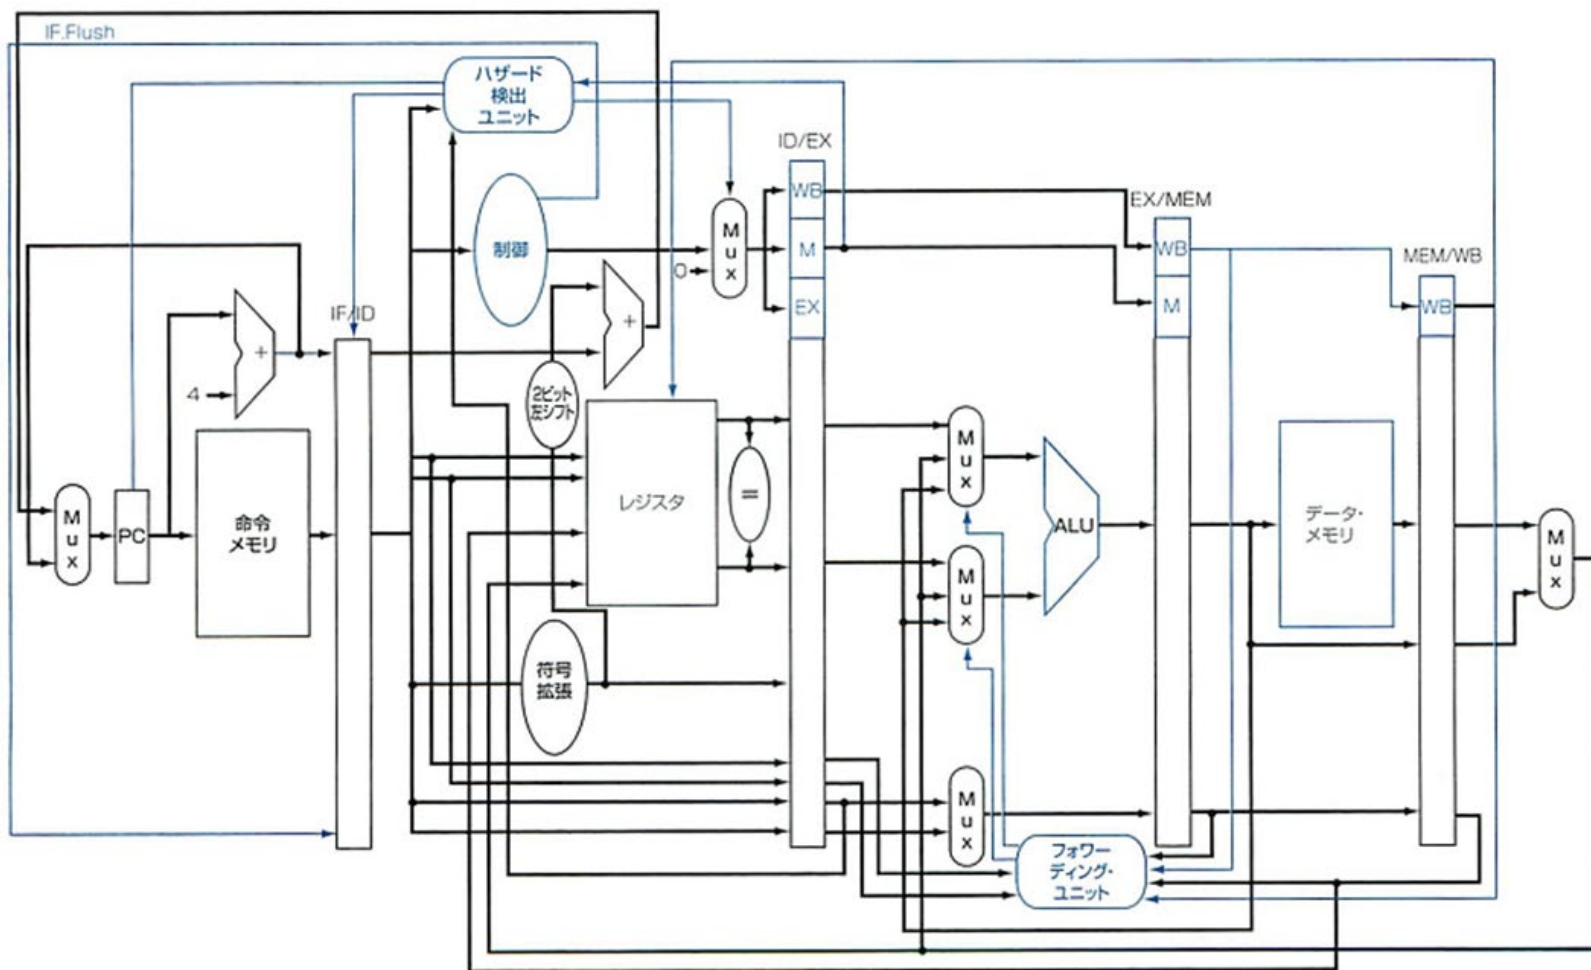 IF.Flush
ハザード
検出
ユニット
ID/EX
WB
M
EX
制御
M
u
x
0
EX/MEM
WB
M
MEM/WB
WB
IF/ID
+
4
+
2ビット
左シフト
M
u
x
PC
命令
メモリ
レジスタ
=
M
u
x
ALU
データ・
メモリ
M
u
x
M
u
x
符号
拡張
M
u
x
フォワー
ディング・
ユニット